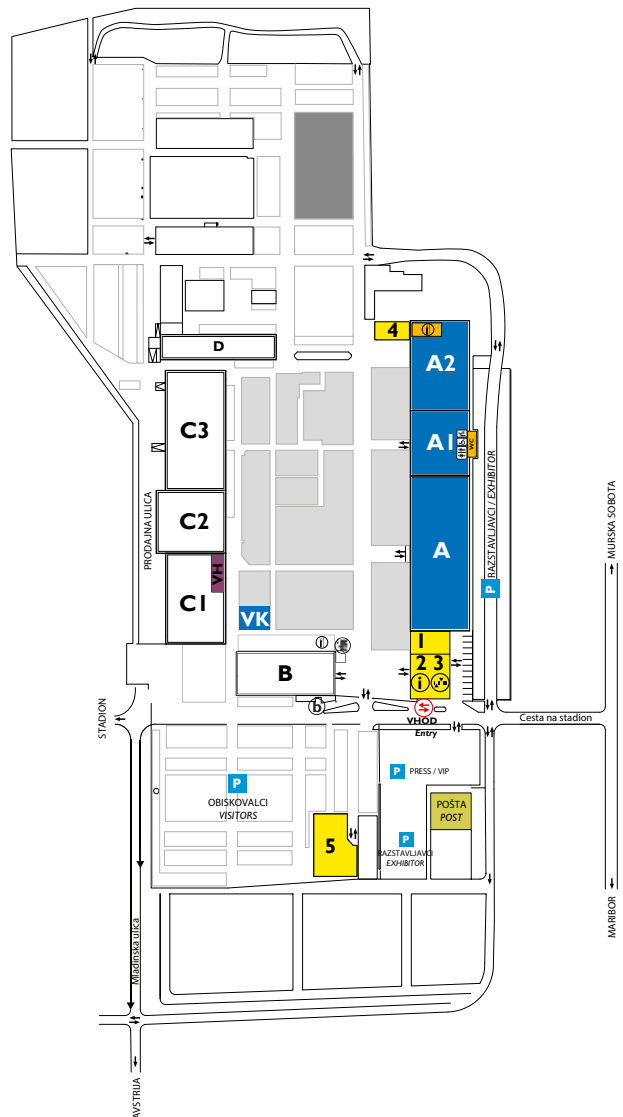 4
i
A2
D
C3
A1
WC
PRODAJNA ULICA
C2
A
RAZSTAVLJAVCI / EXHIBITOR
P
MURSKA SOBOTA
VH
C1
VK
1
2 3
i
i
B
b
VHOD
Entry
Cesta na stadion
STADION
P
OBISKOVALCI
VISITORS
P PRESS / VIP
POŠTA
POST
5
P
RAZSTAVLJAVCI
EXHIBITOR
MARIBOR
Mladinska ulica
AVSTRIJA